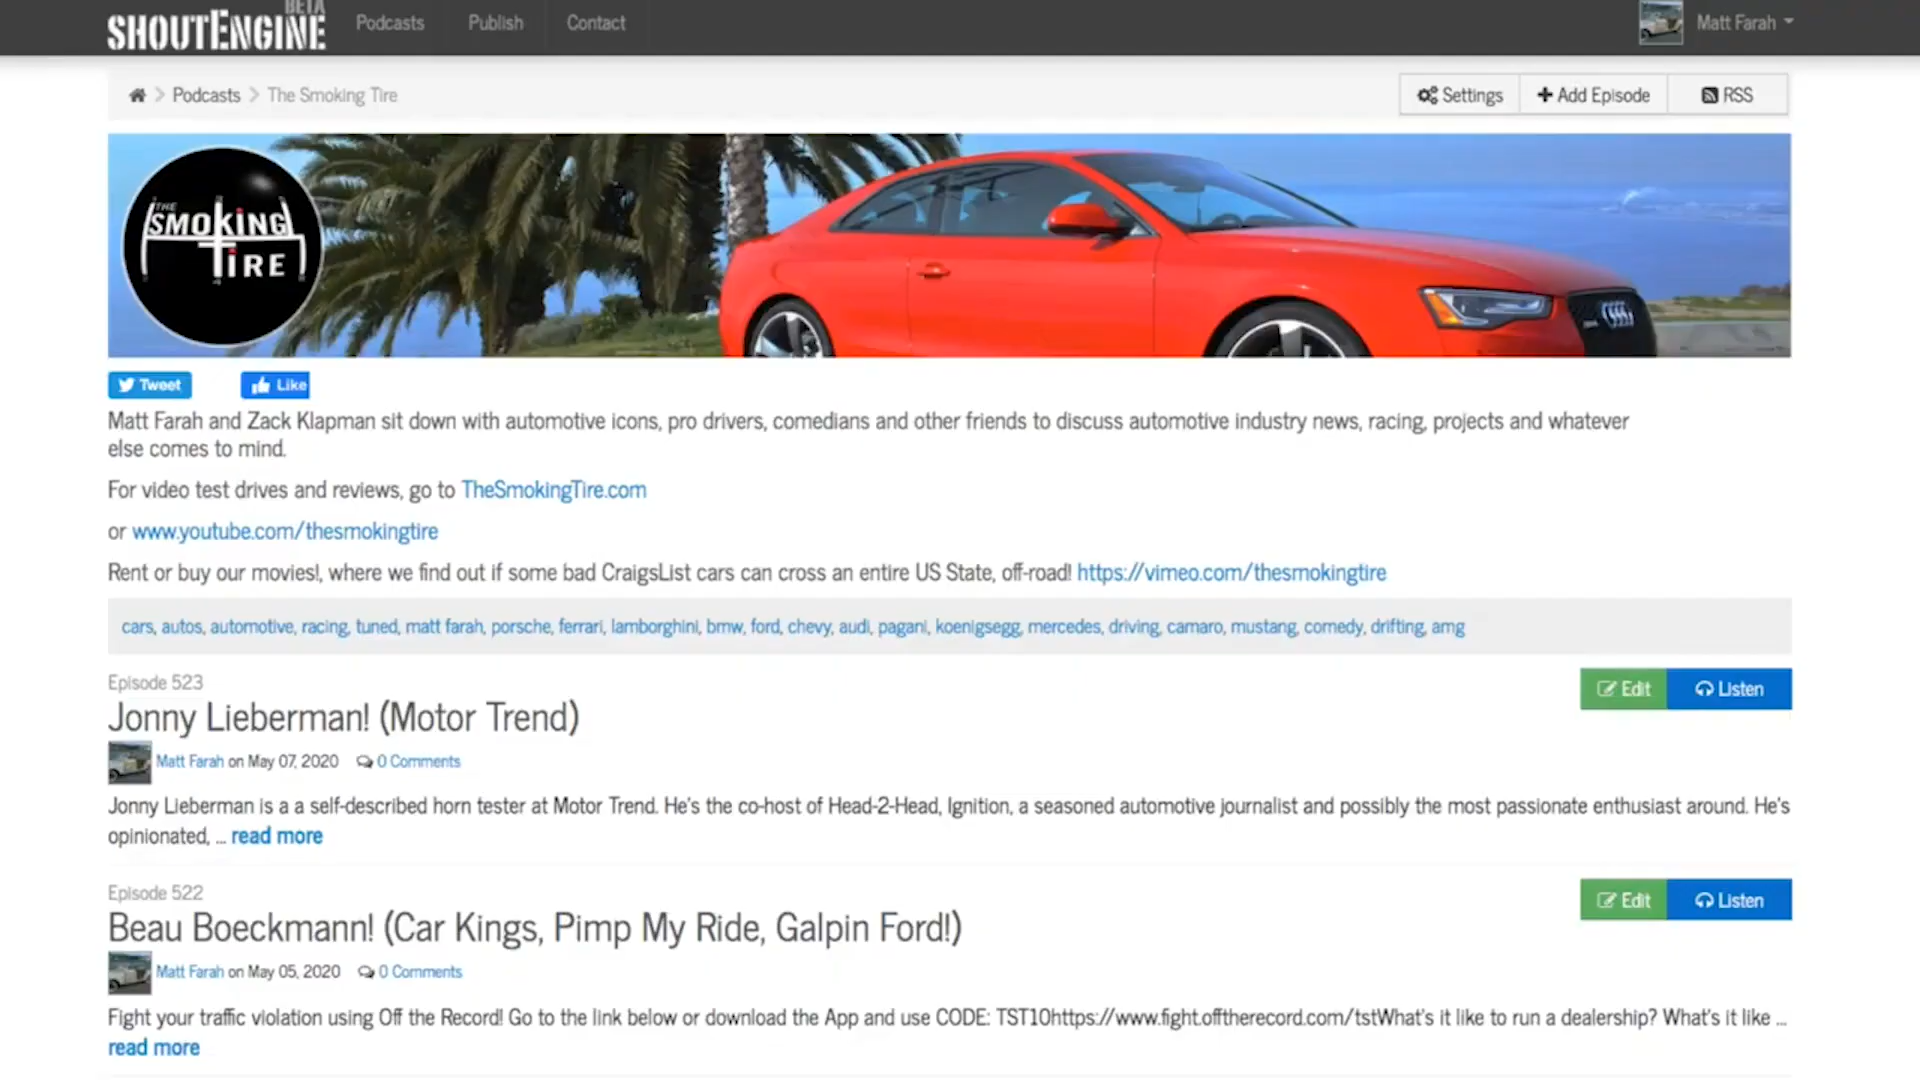 SHOUTENGINE BETA
Podcasts Publish Contact
Matt Farah
Podcasts The Smoking Tire
Settings Add Episode RSS
THE
SMOKING
TIRE
Tweet Like
Matt Farah and Zack Klapman sit down with automotive icons, pro drivers, comedians and other friends to discuss automotive industry news, racing, projects and whatever
else comes to mind.
For video test drives and reviews, go to TheSmokingTire.com
or www.youtube.com/thesmokingtire
Rent or buy our movies!, where we find out if some bad CraigsList cars can cross an entire US State, off-road! https://vimeo.com/thesmokingtire
cars, autos, automotive, racing, tuned, matt farah, porsche, ferrari, lamborghini, bmw, ford, chevy, audi, pagani, koenigsegg, mercedes, driving, camaro, mustang, comedy, drifting, amg
Episode 523
Edit Listen
Jonny Lieberman! (Motor Trend)
Matt Farah on May 07, 2020 0 Comments
Jonny Lieberman is a a self-described horn tester at Motor Trend. He's the co-host of Head-2-Head, Ignition, a seasoned automotive journalist and possibly the most passionate enthusiast around. He's
opinionated, ... read more
Episode 522
Edit Listen
Beau Boeckmann! (Car Kings, Pimp My Ride, Galpin Ford!)
Matt Farah on May 05, 2020 0 Comments
Fight your traffic violation using Off the Record! Go to the link below or download the App and use CODE: TST10https://www.fight.offtherecord.com/tstWhat's it like to run a dealership? What's it like ...
read more